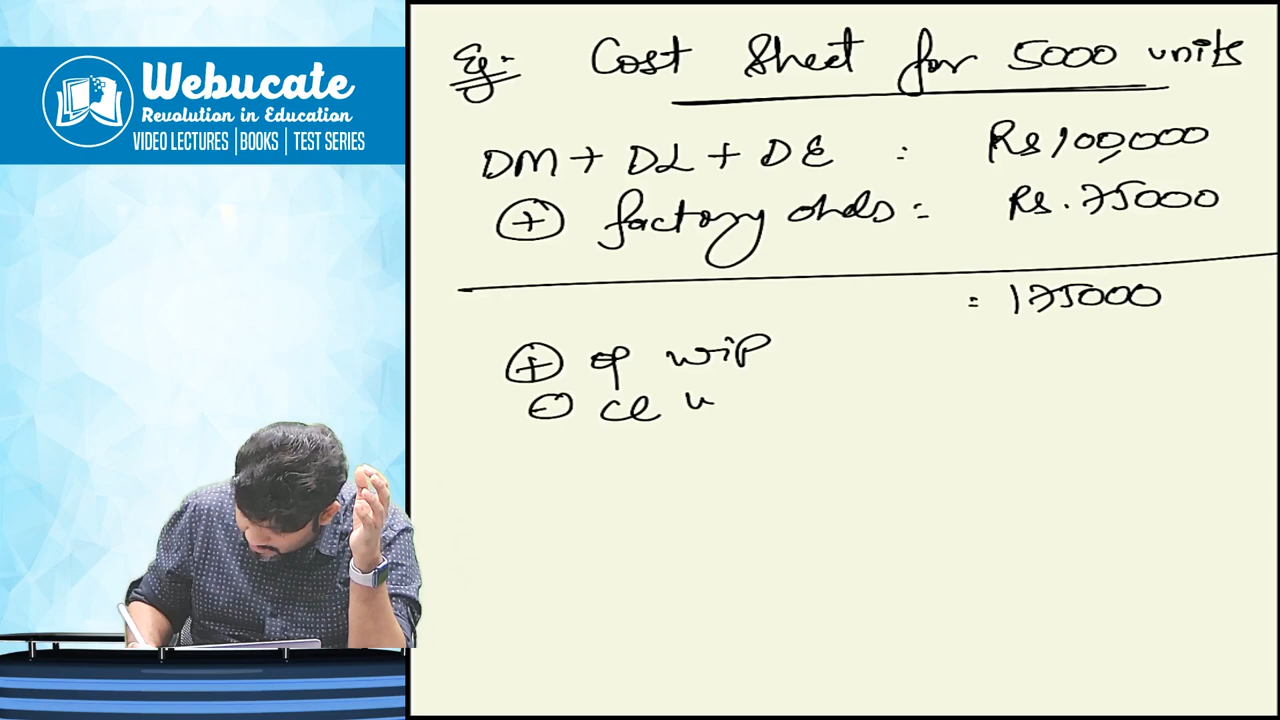 Webucate
Revolution in Education
VIDEO LECTURES | BOOKS | TEST SERIES
Eg:- Cost Sheet for 5000 units
DM + DL + DE : Rs 100,000
(+) factory ohds = Rs. 75000
= 175000
(+) op WIP
(-) cl